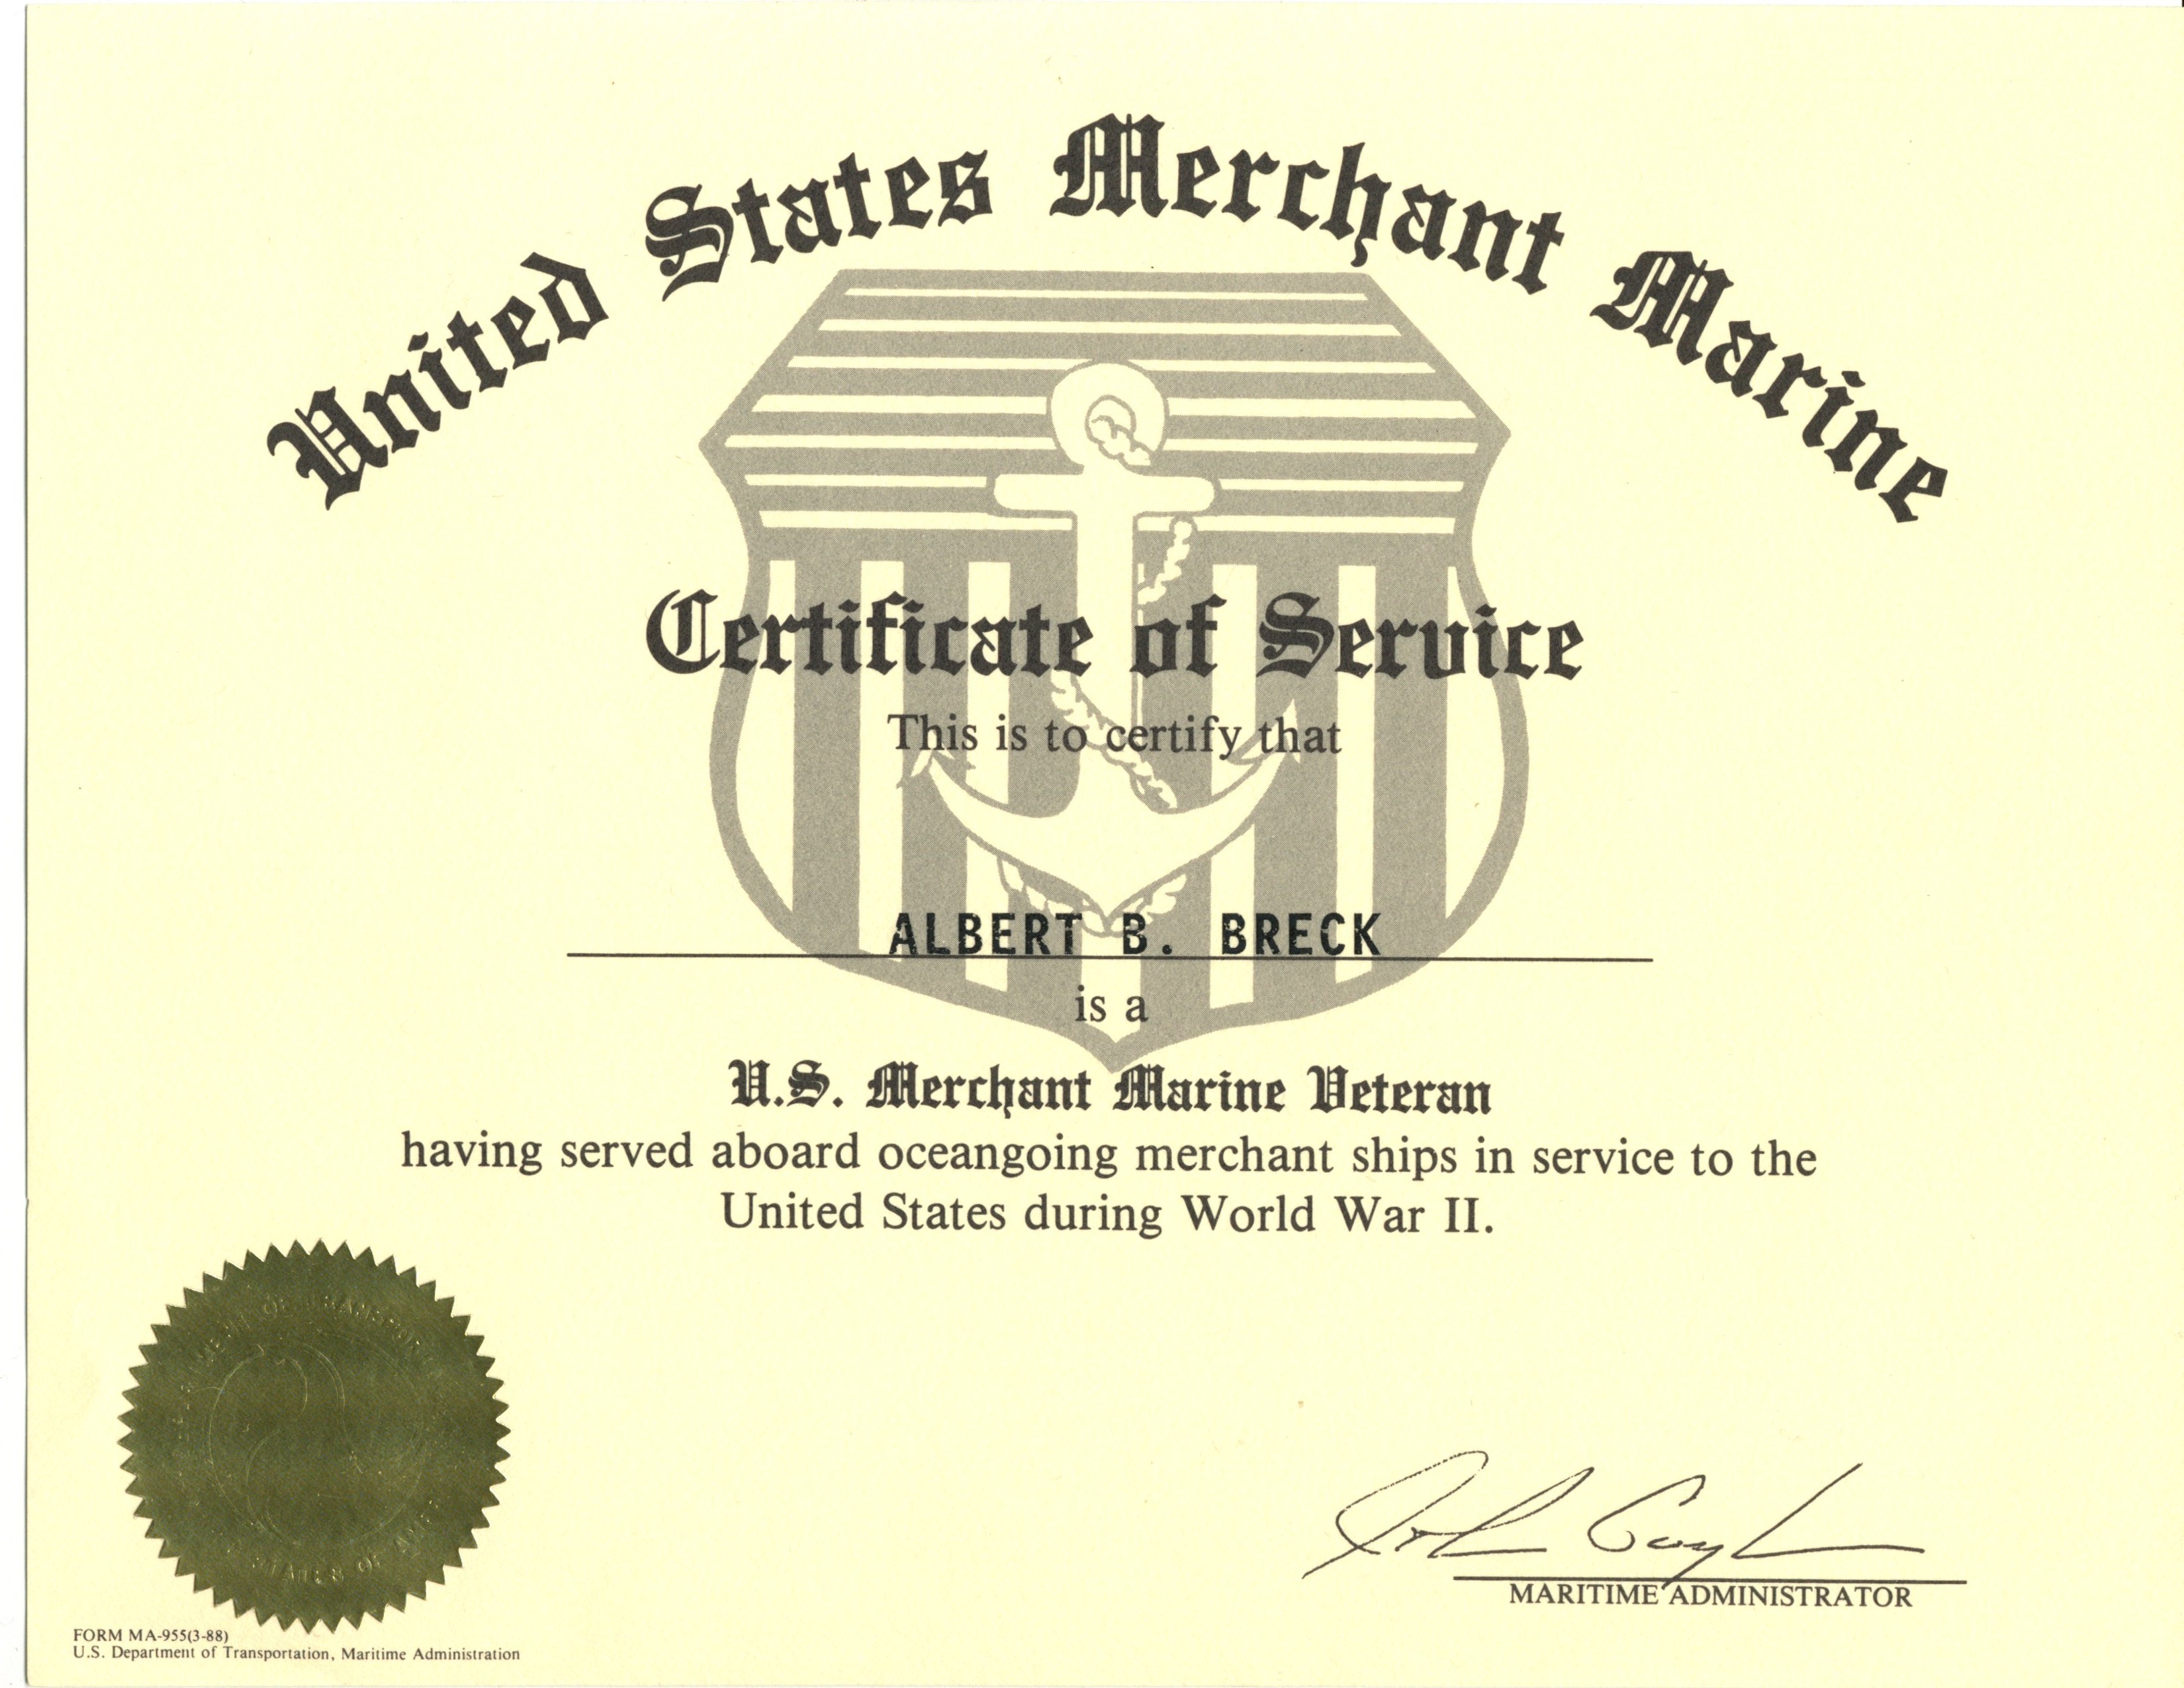 United States Merchant Marine
Certificate of Service
This is to certify that
ALBERT B. BRECK
is a
U.S. Merchant Marine Veteran
having served aboard oceangoing merchant ships in service to the
United States during World War II.
MARITIME ADMINISTRATOR
FORM MA-955(3-88)
U.S. Department of Transportation, Maritime Administration